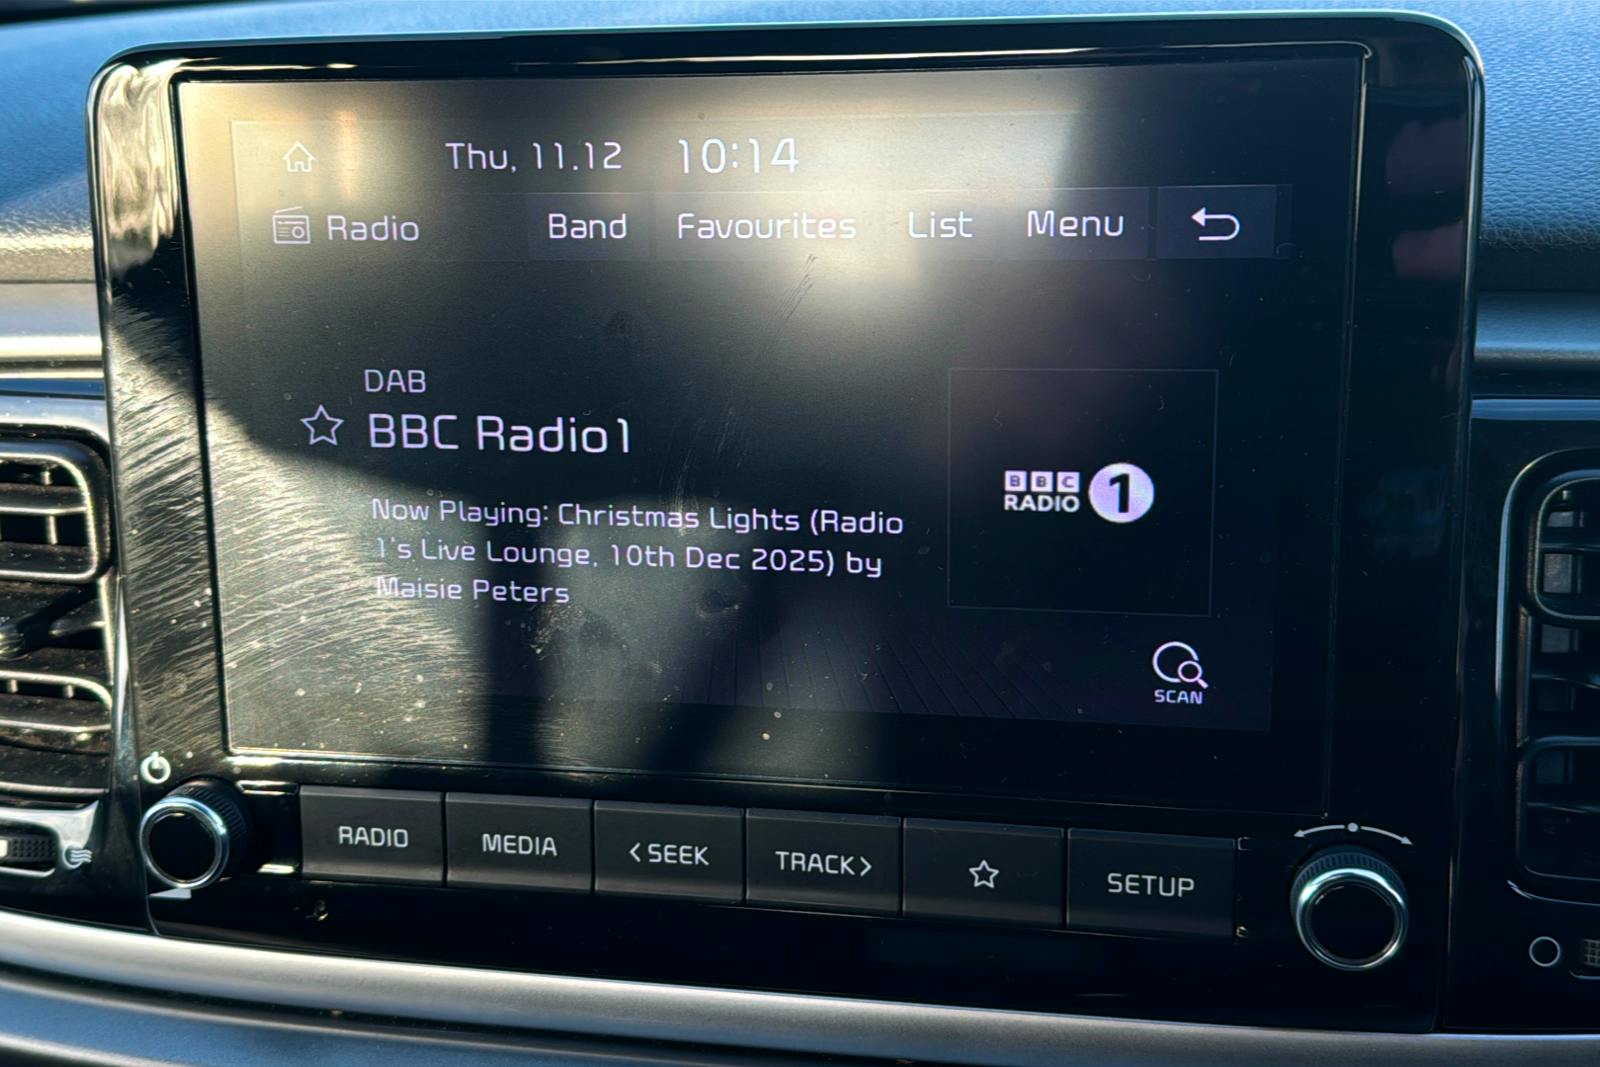 Thu, 11.12 10:14
Radio Band Favourites List Menu
DAB
BBC Radio1
Now Playing: Christmas Lights (Radio
1's Live Lounge, 10th Dec 2025) by
Maisie Peters
BBC
RADIO 1
SCAN
RADIO MEDIA <SEEK TRACK> SETUP